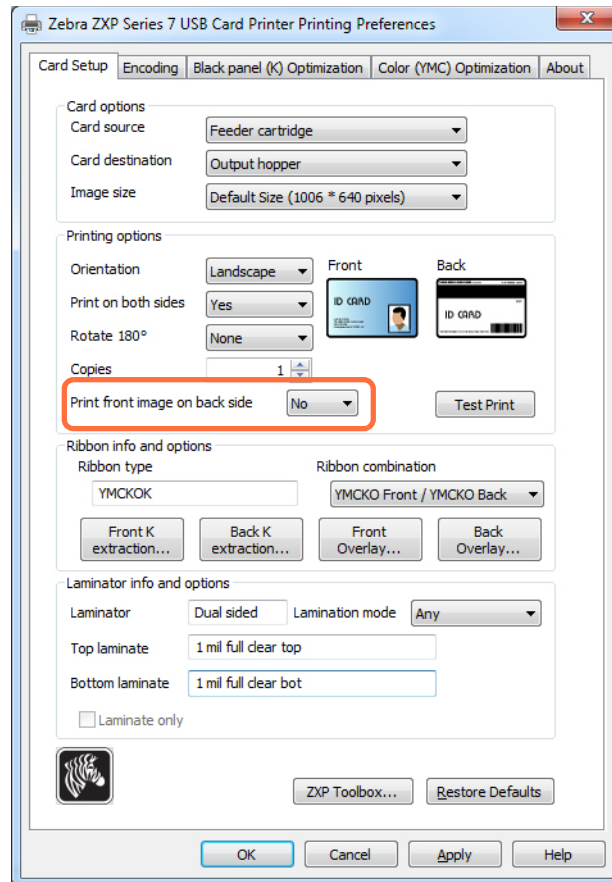 Zebra ZXP Series 7 USB Card Printer Printing Preferences
Card Setup Encoding Black panel (K) Optimization Color (YMC) Optimization About
Card options
Card source Feeder cartridge
Card destination Output hopper
Image size Default Size (1006 * 640 pixels)
Printing options
Orientation Landscape Front Back
Print on both sides Yes ID CARD ID CARD
Rotate 180° None
Copies 1
Print front image on back side No Test Print
Ribbon info and options
Ribbon type Ribbon combination
YMCKOK YMCKO Front / YMCKO Back
Front K Back K Front Back
extraction... extraction... Overlay... Overlay...
Laminator info and options
Laminator Dual sided Lamination mode Any
Top laminate 1 mil full clear top
Bottom laminate 1 mil full clear bot
Laminate only
ZXP Toolbox... Restore Defaults
OK Cancel Apply Help